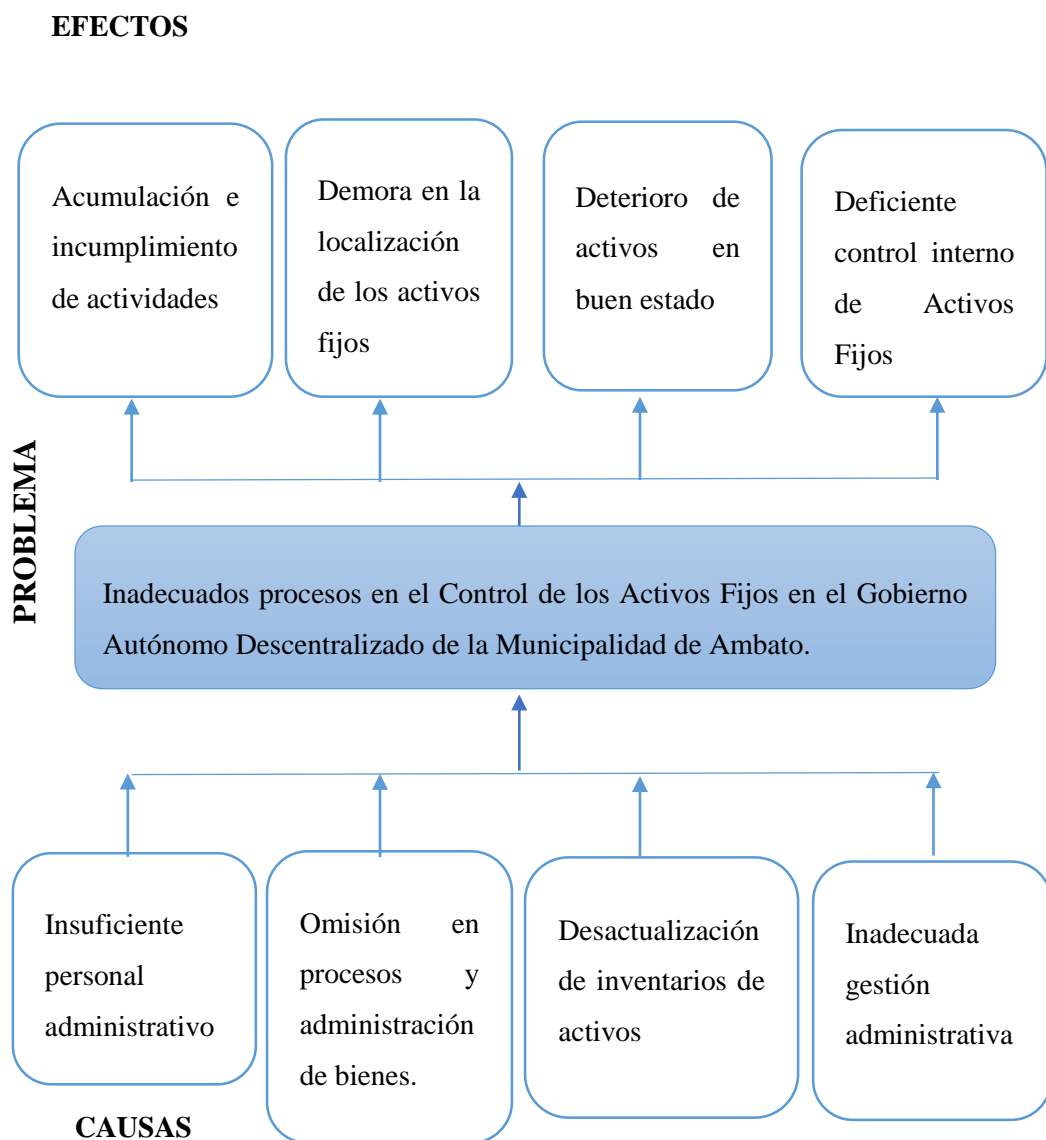 EFECTOS
Acumulación e
incumplimiento
de actividades
Demora en la
localización
de los activos
fijos
Deterioro de
activos en
buen estado
Deficiente
control interno
de Activos
Fijos
PROBLEMA
Inadecuados procesos en el Control de los Activos Fijos en el Gobierno
Autónomo Descentralizado de la Municipalidad de Ambato.
Insuficiente
personal
administrativo
Omisión en
procesos y
administración
de bienes.
Desactualización
de inventarios de
activos
Inadecuada
gestión
administrativa
CAUSAS